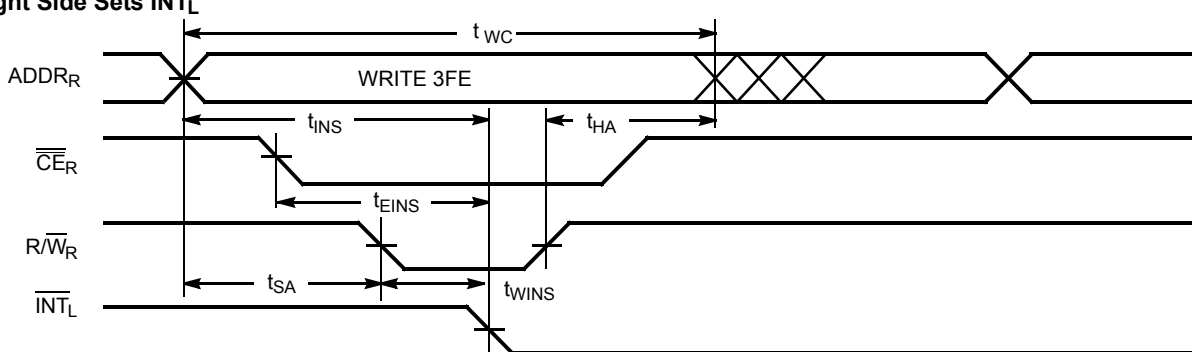 ght Side Sets INTL
tWC
ADDRR
WRITE 3FE
tINS
tHA
CER
tEINS
R/WR
tSA
tWINS
INTL